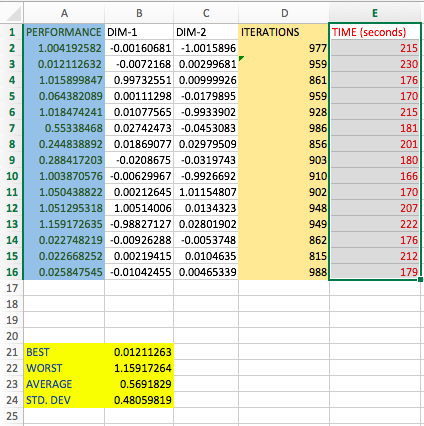 A B C D E
1 PERFORMANCE DIM-1 DIM-2 ITERATIONS TIME (seconds)
2 1.004192582 -0.00160681 -1.0015896 977 215
3 0.012112632 -0.0072168 0.00299681 959 230
4 1.015899847 0.99732551 0.00999926 861 176
5 0.064382089 0.00111298 -0.0179895 959 170
6 1.018474241 0.01077565 -0.9933902 928 215
7 0.55338468 0.02742473 -0.0453083 986 181
8 0.244838892 0.01869077 0.02979509 856 201
9 0.288417203 -0.0208675 -0.0319743 903 180
10 1.003870576 -0.00629967 -0.9926692 910 166
11 1.050438822 0.00212645 1.01154807 902 170
12 1.051295318 1.00514006 0.0134323 948 207
13 1.159172635 -0.98827127 0.02801902 949 222
14 0.022748219 -0.00926288 -0.0053748 862 176
15 0.022668252 0.00219415 0.0104635 815 212
16 0.025847545 -0.01042455 0.00465339 988 179
17
18
19
20
21 BEST 0.01211263
22 WORST 1.15917264
23 AVERAGE 0.5691829
24 STD. DEV 0.48059819
25